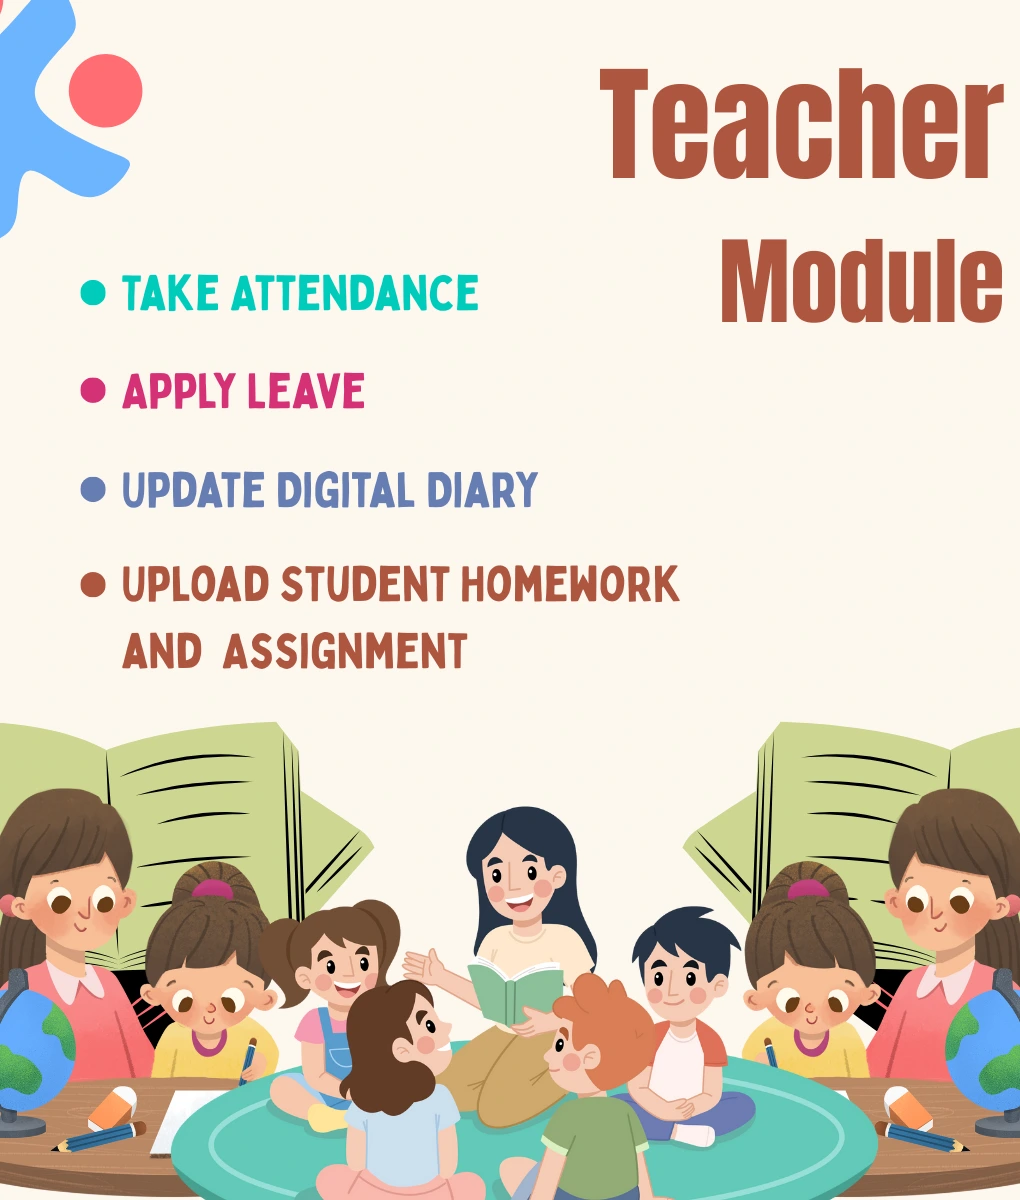 Teacher
Module
• TAKE ATTENDANCE
• APPLY LEAVE
• UPDATE DIGITAL DIARY
• UPLOAD STUDENT HOMEWORK
AND ASSIGNMENT